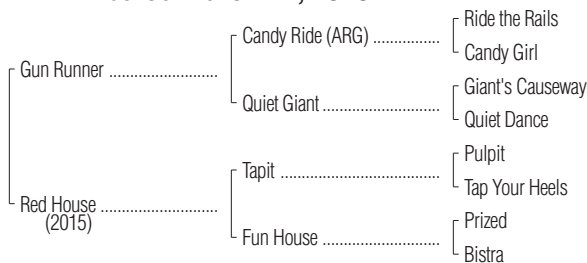 Ride the Rails
Candy Ride (ARG)
Candy Girl
Gun Runner
Giant's Causeway
Quiet Giant
Quiet Dance
Pulpit
Tapit
Tap Your Heels
Red House
(2015)
Prized
Fun House
Bistra